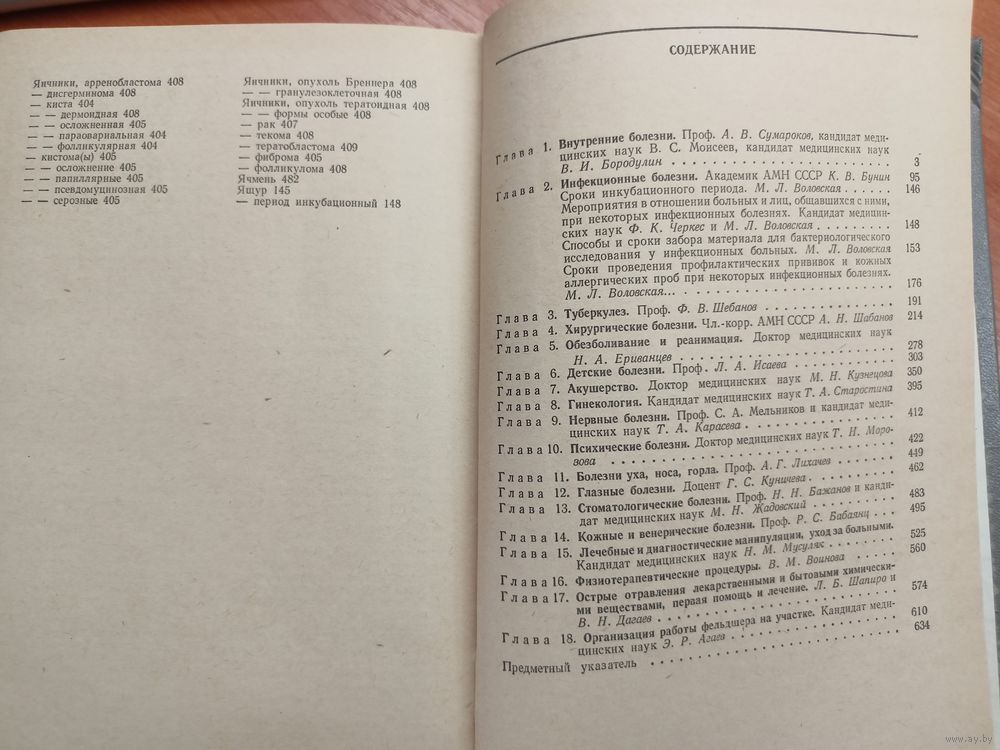 Яичники, арренобластома 408
— дисгерминома 408
— киста 404
— — дермоидная 408
— — осложненная 405
— — параовариальная 404
— — фолликулярная 404
— кистома(ы) 405
— — осложнение 405
— — папиллярные 405
— — псевдомуцинозная 405
— — серозные 405
Яичники, опухоль Бреннера 408
— — гранулезоклеточная 408
Яичники, опухоль тератоидная 408
— — формы особые 408
— рак 407
— текома 408
— тератобластома 409
— фиброма 405
— фолликулома 408
Ячмень 482
Ящур 145
— период инкубационный 148
СОДЕРЖАНИЕ
Глава 1. Внутренние болезни. Проф. А. В. Сумароков, кандидат меди-
цинских наук В. С. Моисеев, кандидат медицинских наук
В. И. Бородулин . . . . . . . . . . 3
Глава 2. Инфекционные болезни. Академик АМН СССР К. В. Бунин 95
Сроки инкубационного периода. М. Л. Воловская . . . . . . 146
Мероприятия в отношении больных и лиц, общавшихся с ними,
при некоторых инфекционных болезнях. Кандидат медицин-
ских наук Ф. К. Черкес и М. Л. Воловская . . . . . . . . 148
Способы и сроки забора материала для бактериологического
исследования у инфекционных больных. М. Л. Воловская 153
Сроки проведения профилактических прививок и кожных
аллергических проб при некоторых инфекционных болезнях.
М. Л. Воловская . . . . . . . . . . 176
Глава 3. Туберкулез. Проф. Ф. В. Шебанов . . . . . . . . 191
Глава 4. Хирургические болезни. Чл.-корр. АМН СССР А. Н. Шабанов 214
Глава 5. Обезболивание и реанимация. Доктор медицинских наук
Н. А. Ериванцев . . . . . . . . . . 278
Глава 6. Детские болезни. Проф. Л. А. Исаева . . . . . . . . 303
Глава 7. Акушерство. Доктор медицинских наук М. Н. Кузнецова 350
Глава 8. Гинекология. Кандидат медицинских наук Т. А. Старостина 395
Глава 9. Нервные болезни. Проф. С. А. Мельников и кандидат меди-
цинских наук Т. А. Карасева . . . . . . . . 412
Глава 10. Психические болезни. Доктор медицинских наук Т. Н. Моро-
зова . . . . . . . . . . 422
Глава 11. Болезни уха, носа, горла. Проф. А. Г. Лихачев . . . . . 449
Глава 12. Глазные болезни. Доцент Г. С. Куничева . . . . . . 462
Глава 13. Стоматологические болезни. Проф. Н. Н. Бажанов и канди-
дат медицинских наук М. Н. Жадовский . . . . . . 483
Глава 14. Кожные и венерические болезни. Проф. Р. С. Бабаянц . . 495
Глава 15. Лечебные и диагностические манипуляции, уход за больными.
Кандидат медицинских наук Н. М. Мусуляк . . . . . . 525
Глава 16. Физиотерапевтические процедуры. В. М. Воинова . . . . 560
Глава 17. Острые отравления лекарственными и бытовыми химически-
ми веществами, первая помощь и лечение. Л. Б. Шапиро и
В. Н. Дагаев . . . . . . . . . . 574
Глава 18. Организация работы фельдшера на участке. Кандидат меди-
цинских наук Э. Р. Агаев . . . . . . . . 610
Предметный указатель . . . . . . . . . . 634
www.ay.by